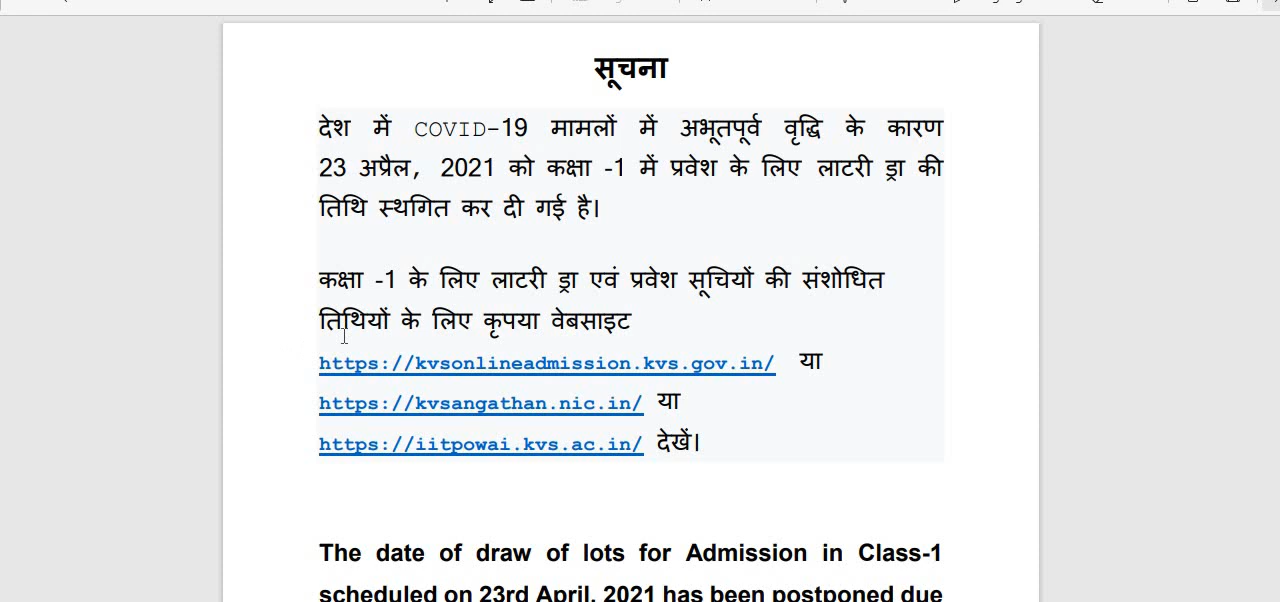 सूचना
देश में COVID-19 मामलों में अभूतपूर्व वृद्धि के कारण
23 अप्रैल, 2021 को कक्षा -1 में प्रवेश के लिए लाटरी ड्रा की
तिथि स्थगित कर दी गई है।
कक्षा -1 के लिए लाटरी ड्रा एवं प्रवेश सूचियों की संशोधित
तिथियों के लिए कृपया वेबसाइट
https://kvsonlineadmission.kvs.gov.in/ या
https://kvsangathan.nic.in/ या
https://iitpowai.kvs.ac.in/ देखें।
The date of draw of lots for Admission in Class-1
scheduled on 23rd April, 2021 has been postponed due